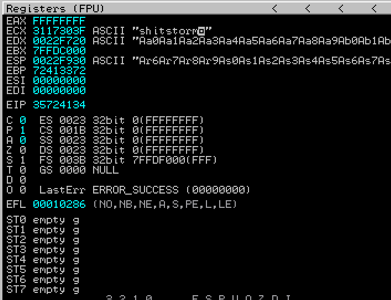 Registers (FPU) < < < <
EAX FFFFFFFF
ECX 3117303F ASCII "shitstorm"
EDX 0022F720 ASCII "Aa0Aa1Aa2Aa3Aa4Aa5Aa6Aa7Aa8Aa9Ab0Ab1Ab
EBX 7FFDC000
ESP 0022F930 ASCII "Ar6Ar7Ar8Ar9As0As1As2As3As4As5As6As7As
EBP 72413372
ESI 00000000
EDI 00000000
EIP 35724134
C 0 ES 0023 32bit 0(FFFFFFFF)
P 1 CS 001B 32bit 0(FFFFFFFF)
A 0 SS 0023 32bit 0(FFFFFFFF)
Z 0 DS 0023 32bit 0(FFFFFFFF)
S 1 FS 003B 32bit 7FFDF000(FFF)
T 0 GS 0000 NULL
D 0
O 0 LastErr ERROR_SUCCESS (00000000)
EFL 00010286 (NO,NB,NE,A,S,PE,L,LE)
ST0 empty g
ST1 empty g
ST2 empty g
ST3 empty g
ST4 empty g
ST5 empty g
ST6 empty g
ST7 empty g
3 2 1 0 E S P U O Z D I